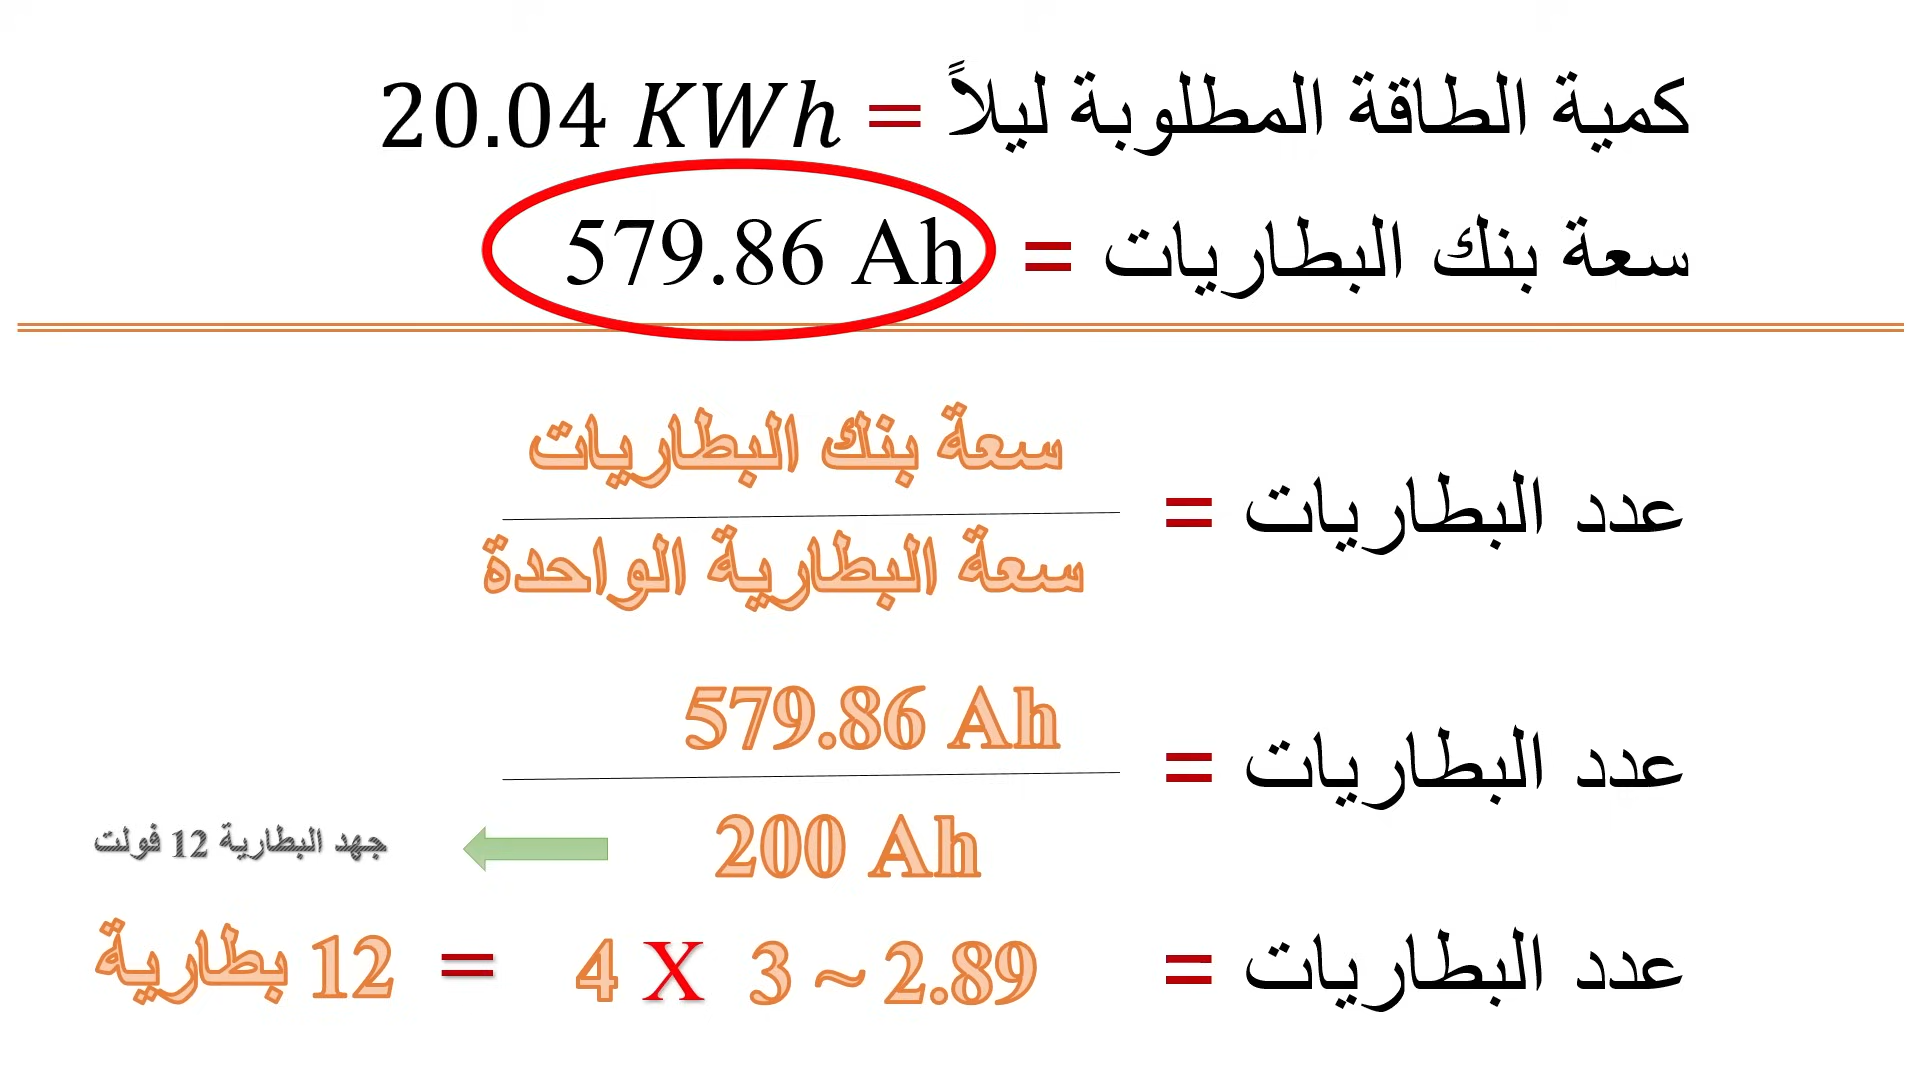 كمية الطاقة المطلوبة ليلاً = 20.04 KWh
سعة بنك البطاريات = 579.86 Ah
سعة بنك البطاريات
عدد البطاريات =
سعة البطارية الواحدة
579.86 Ah
عدد البطاريات =
200 Ah
جهد البطارية 12 فولت
عدد البطاريات = 2.89 ~ 3 X 4 = 12 بطارية